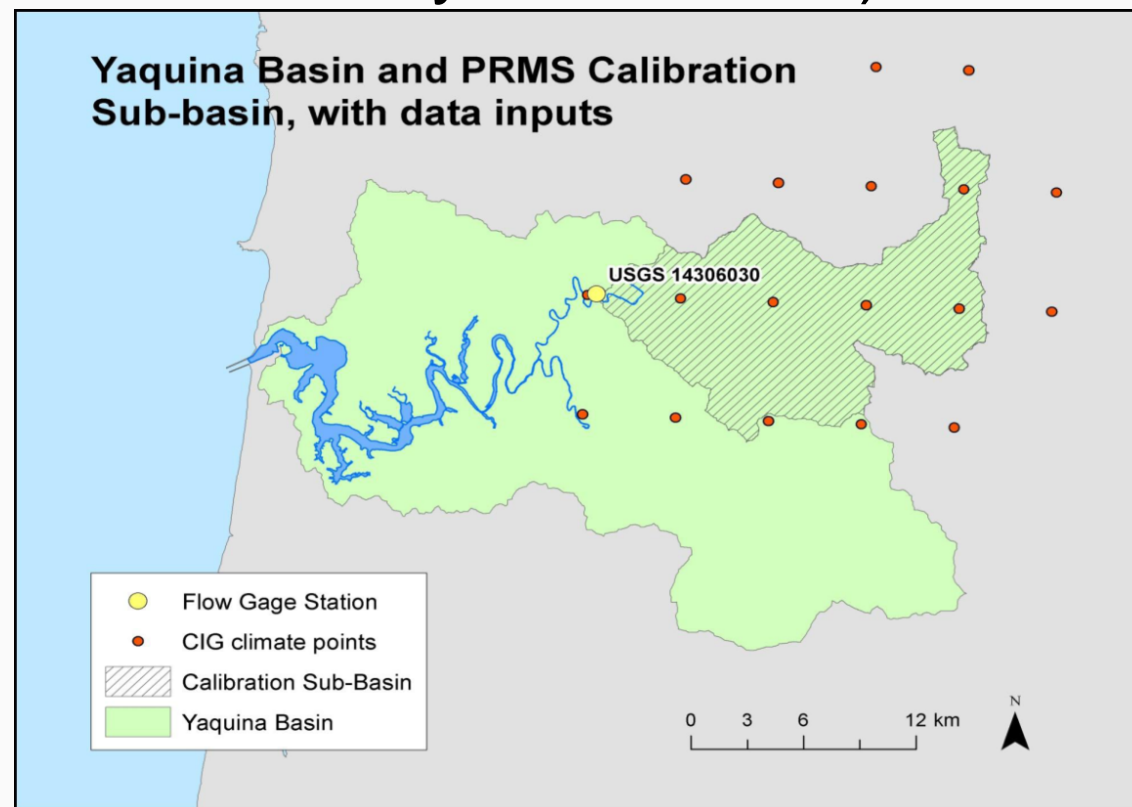 Yaquina Basin and PRMS Calibration
Sub-basin, with data inputs
USGS 14306030
Flow Gage Station
CIG climate points
Calibration Sub-Basin
Yaquina Basin
0 3 6 12 km
N